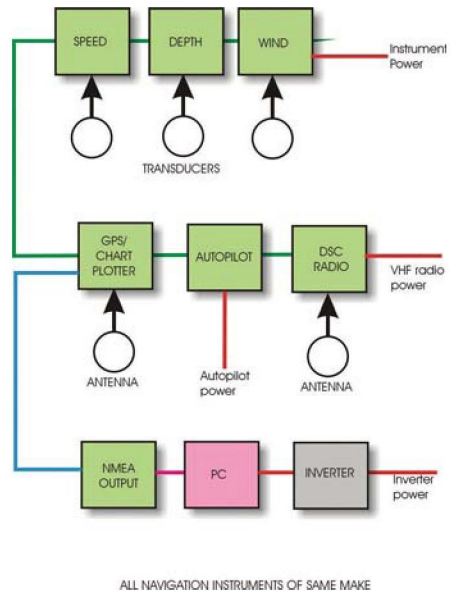 SPEED
DEPTH
WIND
Instrument
Power
TRANSDUCERS
GPS/
CHART
PLOTTER
AUTOPILOT
DSC
RADIO
VHF radio
power
ANTENNA
Autopilot
power
ANTENNA
NMEA
OUTPUT
PC
INVERTER
Inverter
power
ALL NAVIGATION INSTRUMENTS OF SAME MAKE